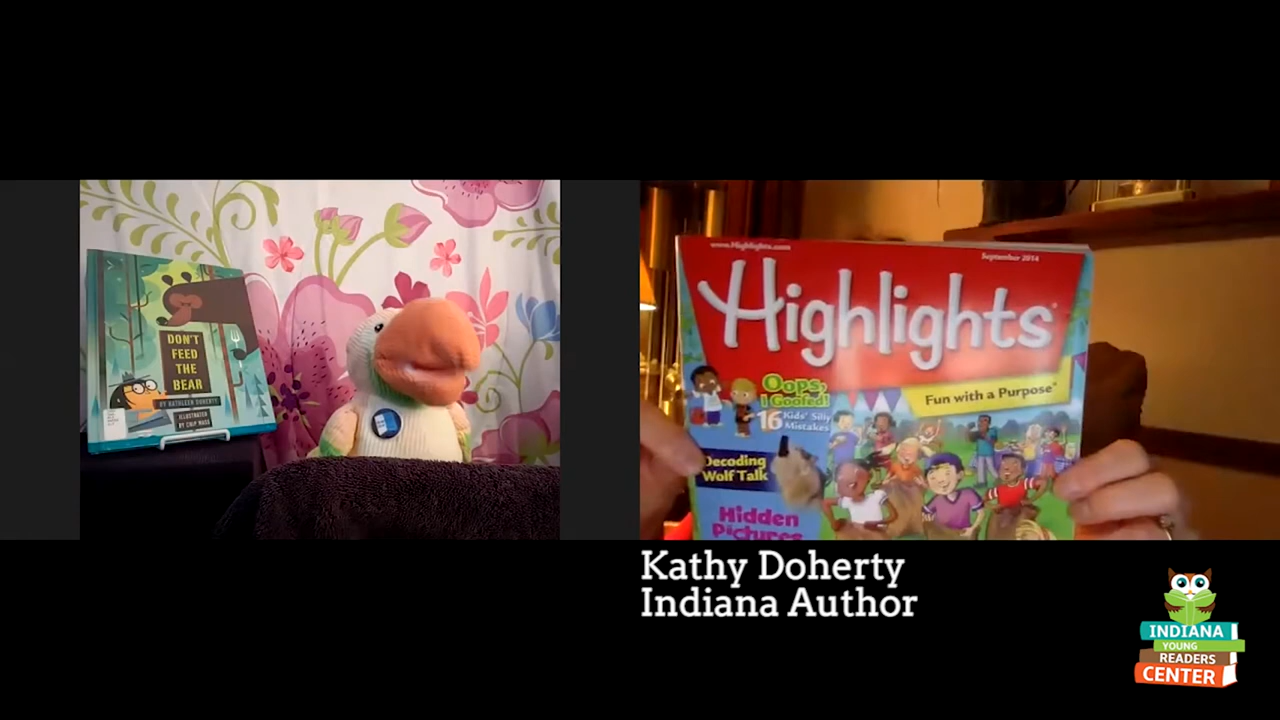 DON'T
FEED
THE
BEAR
BY KATHLEEN DOHERTY
ILLUSTRATED
BY CHIP WASS
www.Highlights.com
September 2014
Highlights
Fun with a Purpose
Oops,
I Goofed!
16 Kids' Silly
Mistakes
Decoding
Wolf Talk
Hidden
Pictures
Kathy Doherty
Indiana Author
INDIANA
YOUNG
READERS
CENTER